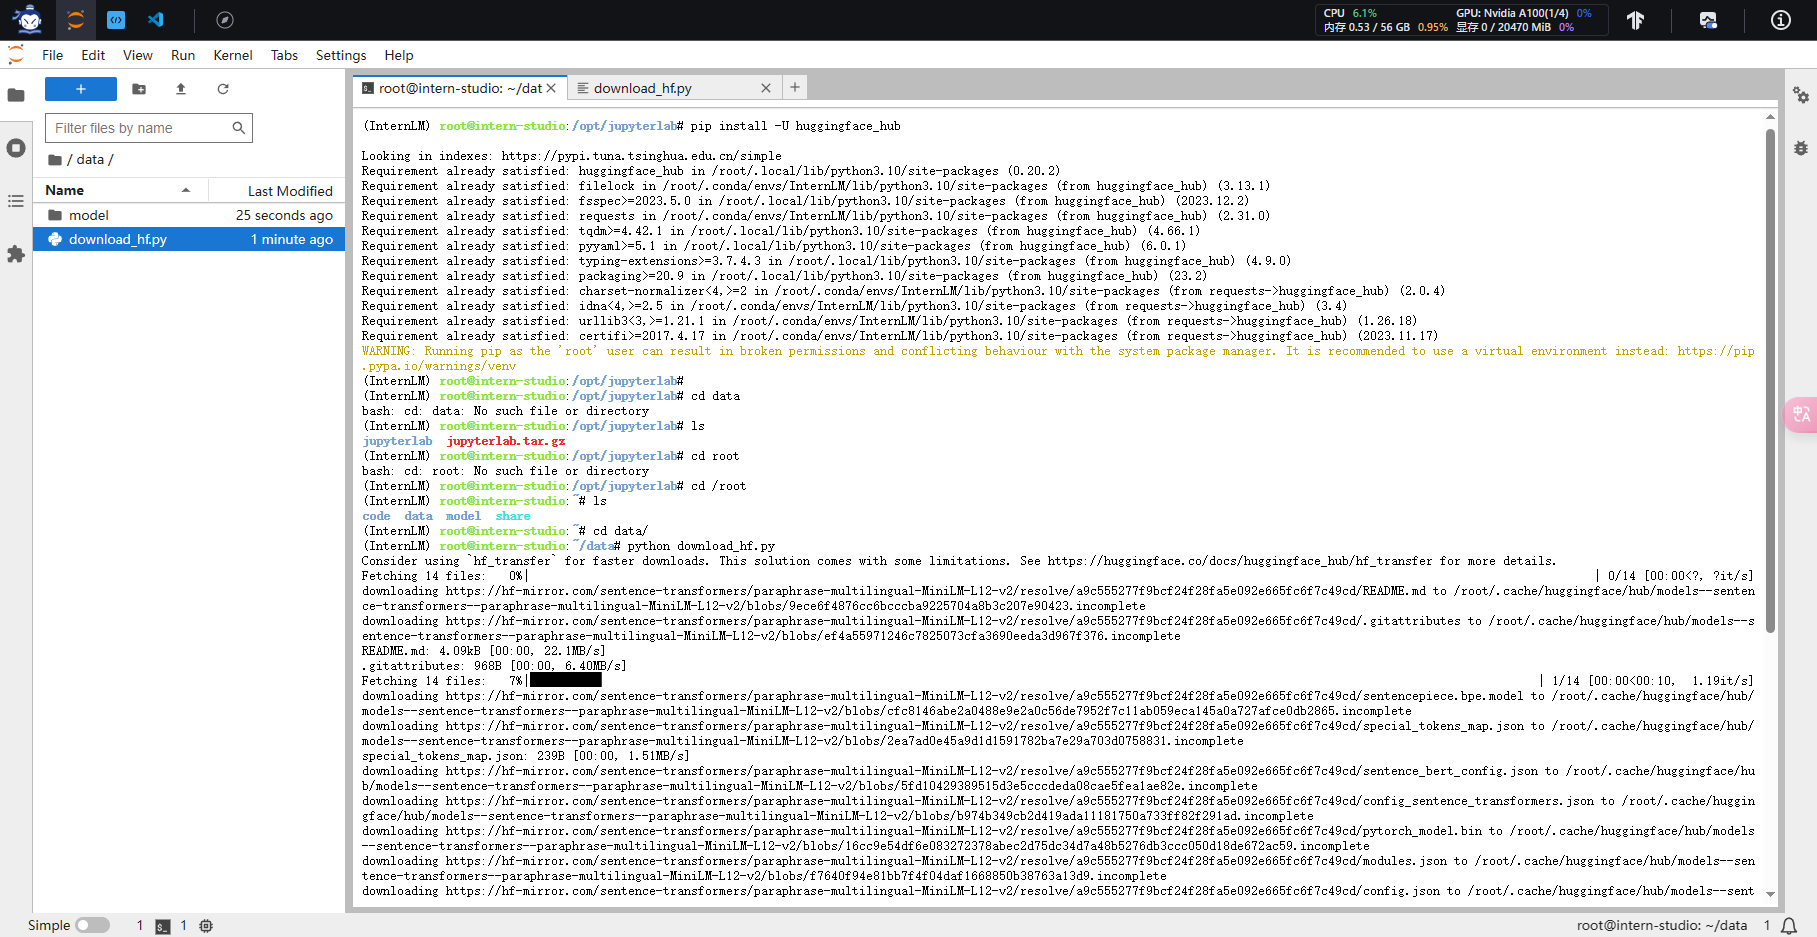 CPU 6.1% GPU: Nvidia A100(1/4) 0%
内存 0.53 / 56 GB 0.95% 显存 0 / 20470 MiB 0%
File Edit View Run Kernel Tabs Settings Help
root@intern-studio: ~/dat
download_hf.py
Filter files by name
/ data /
Name Last Modified
model 25 seconds ago
download_hf.py 1 minute ago
(InternLM) root@intern-studio:/opt/jupyterlab# pip install -U huggingface_hub
Looking in indexes: https://pypi.tuna.tsinghua.edu.cn/simple
Requirement already satisfied: huggingface_hub in /root/.local/lib/python3.10/site-packages (0.20.2)
Requirement already satisfied: filelock in /root/.conda/envs/InternLM/lib/python3.10/site-packages (from huggingface_hub) (3.13.1)
Requirement already satisfied: fsspec>=2023.5.0 in /root/.local/lib/python3.10/site-packages (from huggingface_hub) (2023.12.2)
Requirement already satisfied: requests in /root/.conda/envs/InternLM/lib/python3.10/site-packages (from huggingface_hub) (2.31.0)
Requirement already satisfied: tqdm>=4.42.1 in /root/.local/lib/python3.10/site-packages (from huggingface_hub) (4.66.1)
Requirement already satisfied: pyyaml>=5.1 in /root/.local/lib/python3.10/site-packages (from huggingface_hub) (6.0.1)
Requirement already satisfied: typing-extensions>=3.7.4.3 in /root/.conda/envs/InternLM/lib/python3.10/site-packages (from huggingface_hub) (4.9.0)
Requirement already satisfied: packaging>=20.9 in /root/.local/lib/python3.10/site-packages (from huggingface_hub) (23.2)
Requirement already satisfied: charset-normalizer<4,>=2 in /root/.conda/envs/InternLM/lib/python3.10/site-packages (from requests->huggingface_hub) (2.0.4)
Requirement already satisfied: idna<4,>=2.5 in /root/.conda/envs/InternLM/lib/python3.10/site-packages (from requests->huggingface_hub) (3.4)
Requirement already satisfied: urllib3<3,>=1.21.1 in /root/.conda/envs/InternLM/lib/python3.10/site-packages (from requests->huggingface_hub) (1.26.18)
Requirement already satisfied: certifi>=2017.4.17 in /root/.conda/envs/InternLM/lib/python3.10/site-packages (from requests->huggingface_hub) (2023.11.17)
WARNING: Running pip as the 'root' user can result in broken permissions and conflicting behaviour with the system package manager. It is recommended to use a virtual environment instead: https://pip
.pypa.io/warnings/venv
(InternLM) root@intern-studio:/opt/jupyterlab#
(InternLM) root@intern-studio:/opt/jupyterlab# cd data
bash: cd: data: No such file or directory
(InternLM) root@intern-studio:/opt/jupyterlab# ls
jupyterlab jupyterlab.tar.gz
(InternLM) root@intern-studio:/opt/jupyterlab# cd root
bash: cd: root: No such file or directory
(InternLM) root@intern-studio:/opt/jupyterlab# cd /root
(InternLM) root@intern-studio:~# ls
code data model share
(InternLM) root@intern-studio:~# cd data/
(InternLM) root@intern-studio:~/data# python download_hf.py
Consider using `hf_transfer` for faster downloads. This solution comes with some limitations. See https://huggingface.co/docs/huggingface_hub/hf_transfer for more details.
Fetching 14 files: 0%| | 0/14 [00:00<?, ?it/s]
downloading https://hf-mirror.com/sentence-transformers/paraphrase-multilingual-MiniLM-L12-v2/resolve/a9c555277f9bcf24f28fa5e092e665fc6f7c49cd/README.md to /root/.cache/huggingface/hub/models--senten
ce-transformers--paraphrase-multilingual-MiniLM-L12-v2/blobs/9ece6f4876cc6bcccba9225704a8b3c207e90423.incomplete
downloading https://hf-mirror.com/sentence-transformers/paraphrase-multilingual-MiniLM-L12-v2/resolve/a9c555277f9bcf24f28fa5e092e665fc6f7c49cd/.gitattributes to /root/.cache/huggingface/hub/models--s
entence-transformers--paraphrase-multilingual-MiniLM-L12-v2/blobs/ef4a55971246c7825073cfa3690eeda3d967f376.incomplete
README.md: 4.09kB [00:00, 22.1MB/s]
.gitattributes: 968B [00:00, 6.40MB/s]
Fetching 14 files: 7%| | 1/14 [00:00<00:10, 1.19it/s]
downloading https://hf-mirror.com/sentence-transformers/paraphrase-multilingual-MiniLM-L12-v2/resolve/a9c555277f9bcf24f28fa5e092e665fc6f7c49cd/sentencepiece.bpe.model to /root/.cache/huggingface/hub/
models--sentence-transformers--paraphrase-multilingual-MiniLM-L12-v2/blobs/cfc8146abe2a0488e9e2a0c56de7952f7c11ab059eca145a0a727afce0db2865.incomplete
downloading https://hf-mirror.com/sentence-transformers/paraphrase-multilingual-MiniLM-L12-v2/resolve/a9c555277f9bcf24f28fa5e092e665fc6f7c49cd/special_tokens_map.json to /root/.cache/huggingface/hub/
models--sentence-transformers--paraphrase-multilingual-MiniLM-L12-v2/blobs/2ea7ad0e45a9d1d1591782ba7e29a703d0758831.incomplete
special_tokens_map.json: 239B [00:00, 1.51MB/s]
downloading https://hf-mirror.com/sentence-transformers/paraphrase-multilingual-MiniLM-L12-v2/resolve/a9c555277f9bcf24f28fa5e092e665fc6f7c49cd/sentence_bert_config.json to /root/.cache/huggingface/hu
b/models--sentence-transformers--paraphrase-multilingual-MiniLM-L12-v2/blobs/5fd10429389515d3e5cccdeda08cae5fea1ae82e.incomplete
downloading https://hf-mirror.com/sentence-transformers/paraphrase-multilingual-MiniLM-L12-v2/resolve/a9c555277f9bcf24f28fa5e092e665fc6f7c49cd/config_sentence_transformers.json to /root/.cache/huggin
gface/hub/models--sentence-transformers--paraphrase-multilingual-MiniLM-L12-v2/blobs/b974b349cb2d419ada11181750a733ff82f291ad.incomplete
downloading https://hf-mirror.com/sentence-transformers/paraphrase-multilingual-MiniLM-L12-v2/resolve/a9c555277f9bcf24f28fa5e092e665fc6f7c49cd/pytorch_model.bin to /root/.cache/huggingface/hub/models
--sentence-transformers--paraphrase-multilingual-MiniLM-L12-v2/blobs/16cc9e54df6e083272378abec2d75dc34d7a48b5276db3ccc050d18de672ac59.incomplete
downloading https://hf-mirror.com/sentence-transformers/paraphrase-multilingual-MiniLM-L12-v2/resolve/a9c555277f9bcf24f28fa5e092e665fc6f7c49cd/modules.json to /root/.cache/huggingface/hub/models--sen
tence-transformers--paraphrase-multilingual-MiniLM-L12-v2/blobs/f7640f94e81bb7f4f04daf1668850b38763a13d9.incomplete
downloading https://hf-mirror.com/sentence-transformers/paraphrase-multilingual-MiniLM-L12-v2/resolve/a9c555277f9bcf24f28fa5e092e665fc6f7c49cd/config.json to /root/.cache/huggingface/hub/models--sent
Simple 1 1 root@intern-studio: ~/data 1